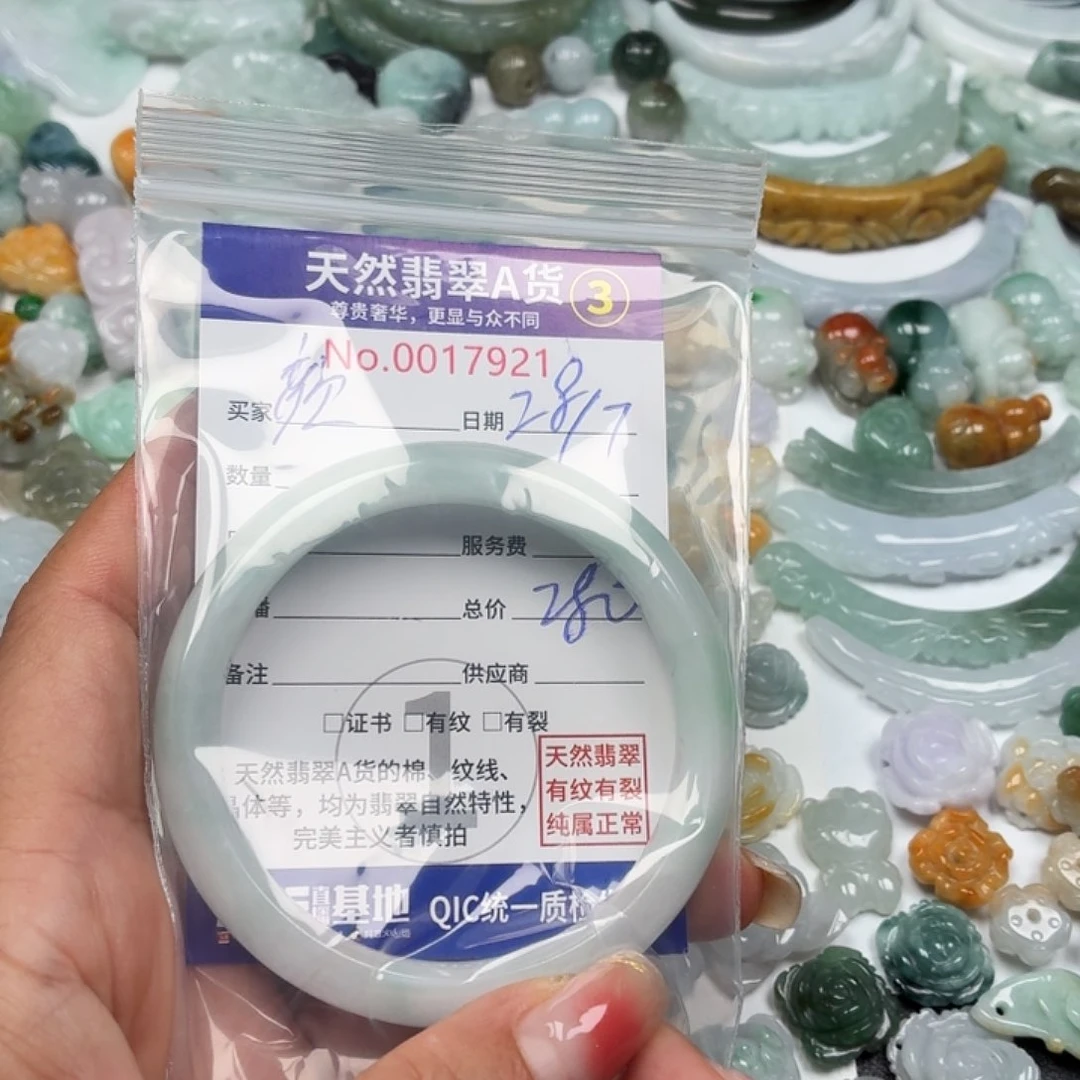 天然翡翠A货 3
尊贵奢华，更显与众不同
No.0017921
买家 颜 日期 28/7
数量
服务费
播 总价
备注 供应商
□证书 □有纹 □有裂
1
天然翡翠A货的棉、纹线、
晶体等，均为翡翠自然特性，
完美主义者慎拍
天然翡翠
有纹有裂
纯属正常
基地 QIC统一质检